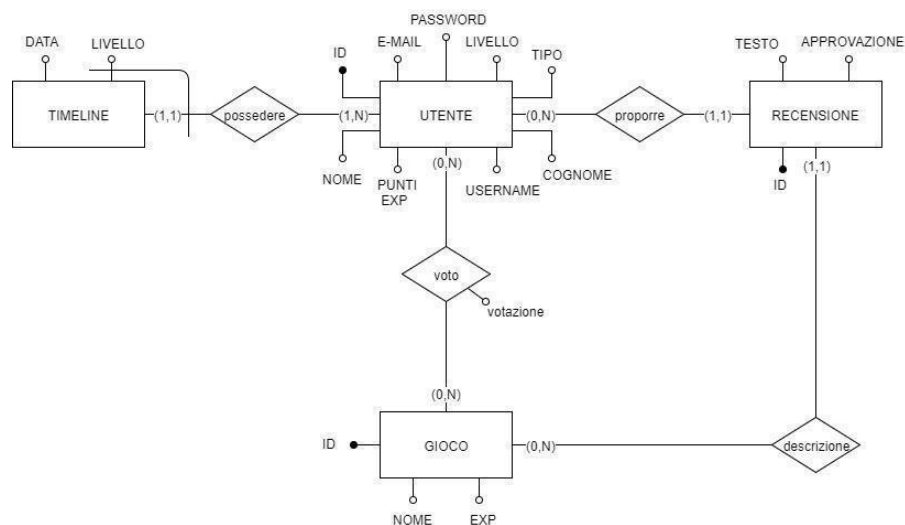 PASSWORD
DATA
LIVELLO
ID
E-MAIL
LIVELLO
TIPO
TESTO
APPROVAZIONE
TIMELINE
(1,1)
possedere
(1,N)
UTENTE
(0,N)
proporre
(1,1)
RECENSIONE
NOME
PUNTI
EXP
(0,N)
USERNAME
COGNOME
ID
(1,1)
voto
votazione
(0,N)
ID
GIOCO
(0,N)
descrizione
NOME
EXP